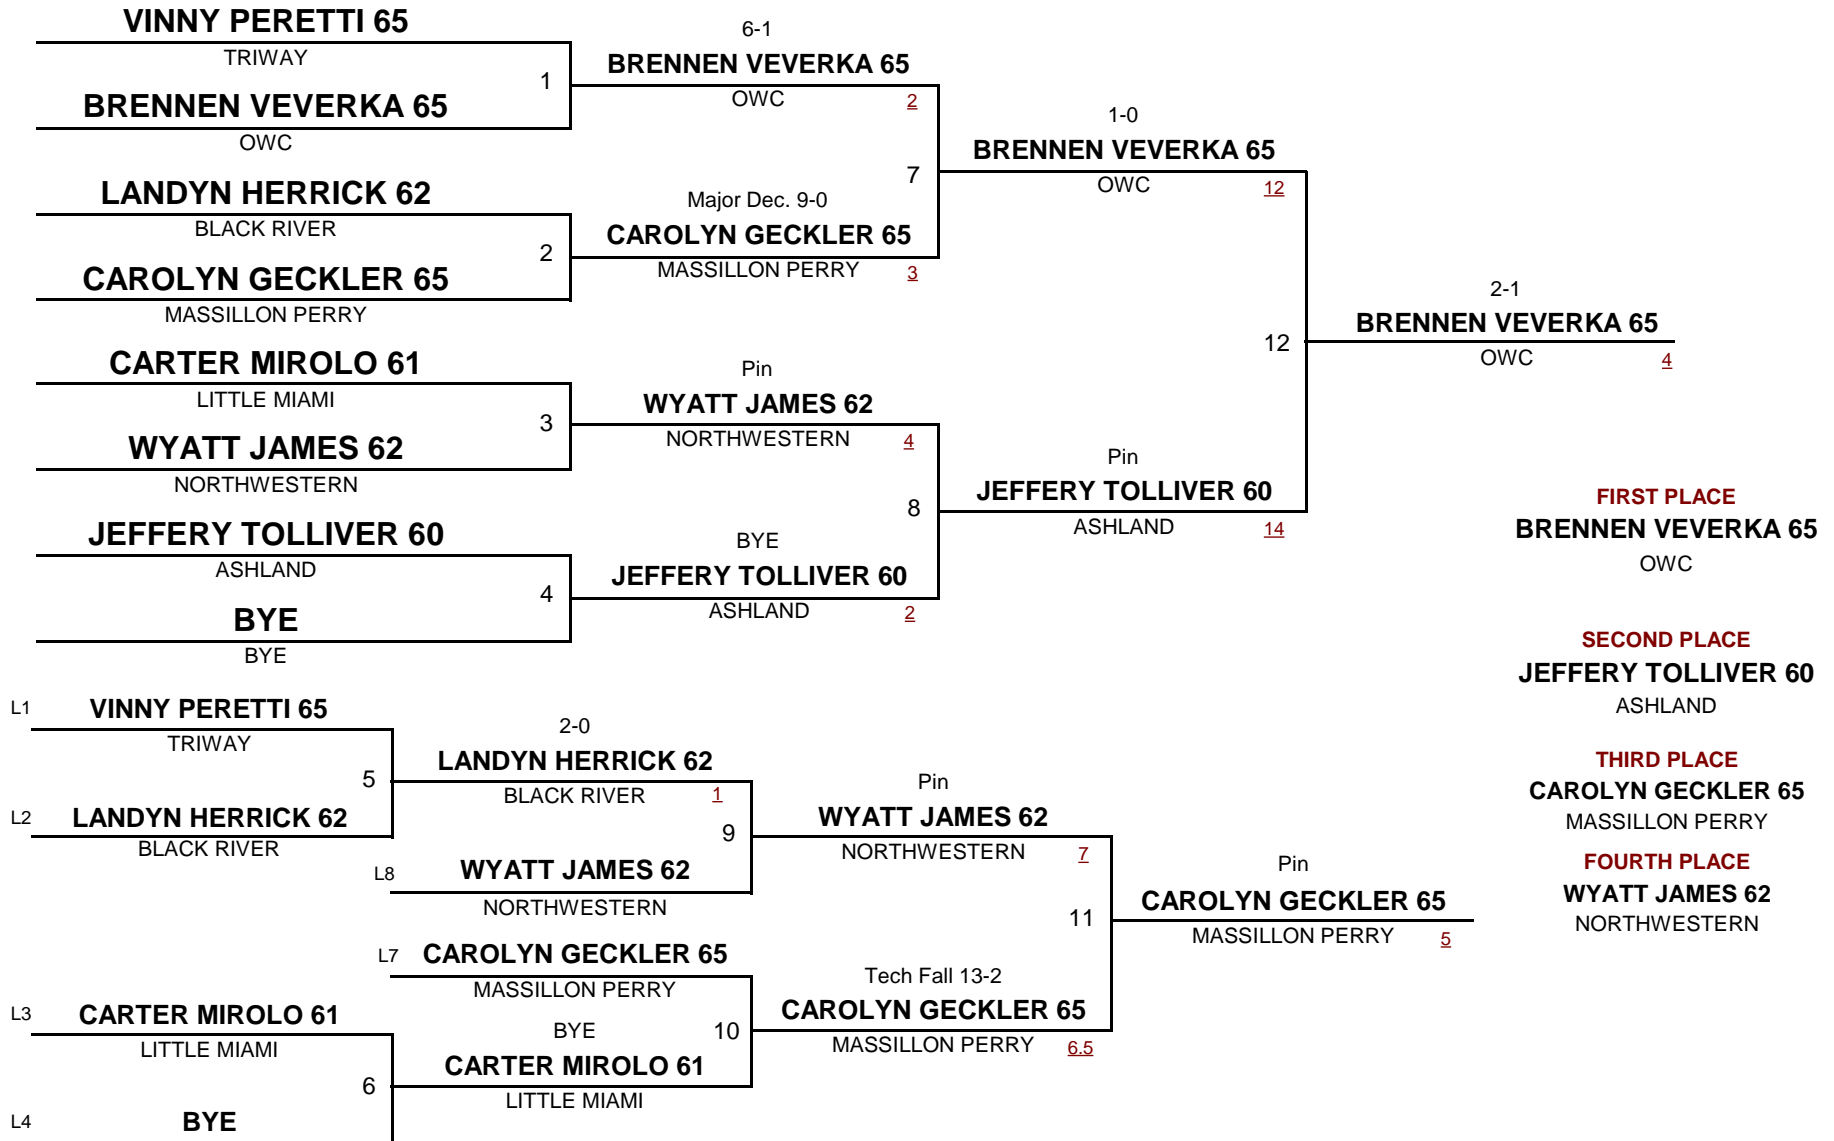 VINNY PERETTI 65
TRIWAY
1
BRENNEN VEVERKA 65
OWC
6-1
BRENNEN VEVERKA 65
OWC 2
LANDYN HERRICK 62
BLACK RIVER
2
CAROLYN GECKLER 65
MASSILLON PERRY
Major Dec. 9-0
CAROLYN GECKLER 65
MASSILLON PERRY 3
7
1-0
BRENNEN VEVERKA 65
OWC 12
CARTER MIROLO 61
LITTLE MIAMI
3
WYATT JAMES 62
NORTHWESTERN
Pin
WYATT JAMES 62
NORTHWESTERN 4
JEFFERY TOLLIVER 60
ASHLAND
4
BYE
BYE
BYE
JEFFERY TOLLIVER 60
ASHLAND 2
8
Pin
JEFFERY TOLLIVER 60
ASHLAND 14
12
2-1
BRENNEN VEVERKA 65
OWC 4
FIRST PLACE
BRENNEN VEVERKA 65
OWC
SECOND PLACE
JEFFERY TOLLIVER 60
ASHLAND
THIRD PLACE
CAROLYN GECKLER 65
MASSILLON PERRY
FOURTH PLACE
WYATT JAMES 62
NORTHWESTERN
L1 VINNY PERETTI 65
TRIWAY
5
L2 LANDYN HERRICK 62
BLACK RIVER
2-0
LANDYN HERRICK 62
BLACK RIVER 1
9
L8 WYATT JAMES 62
NORTHWESTERN
Pin
WYATT JAMES 62
NORTHWESTERN 7
L7 CAROLYN GECKLER 65
MASSILLON PERRY
10
L3 CARTER MIROLO 61
LITTLE MIAMI
6
L4 BYE
BYE
CARTER MIROLO 61
LITTLE MIAMI
Tech Fall 13-2
CAROLYN GECKLER 65
MASSILLON PERRY 6.5
11
Pin
CAROLYN GECKLER 65
MASSILLON PERRY 5